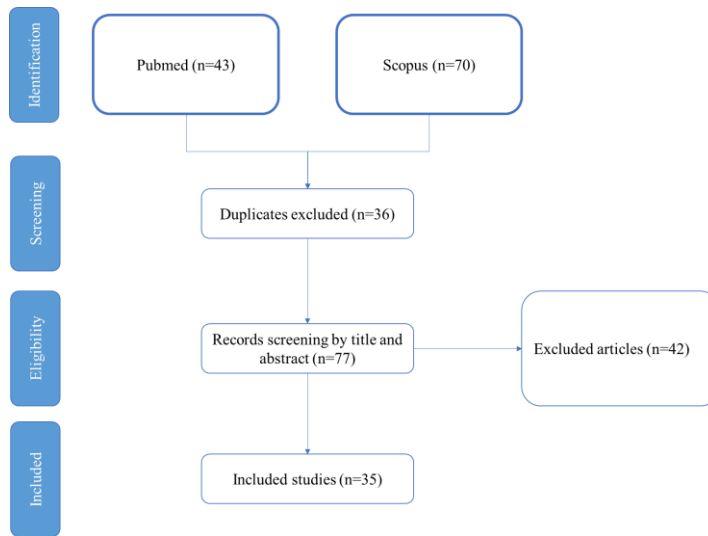 Identification
Pubmed (n=43)
Scopus (n=70)
Screening
Duplicates excluded (n=36)
Eligibility
Records screening by title and
abstract (n=77)
Excluded articles (n=42)
Included
Included studies (n=35)